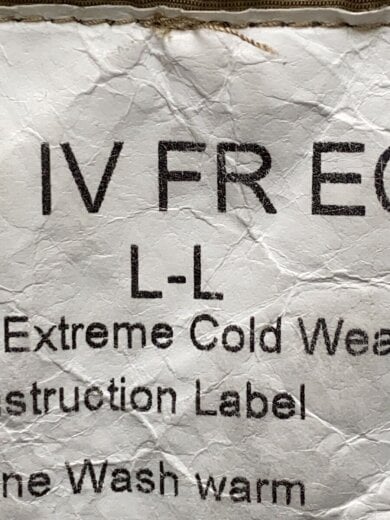 IV FR EC
L-L
Extreme Cold Wea
struction Label
ne Wash warm